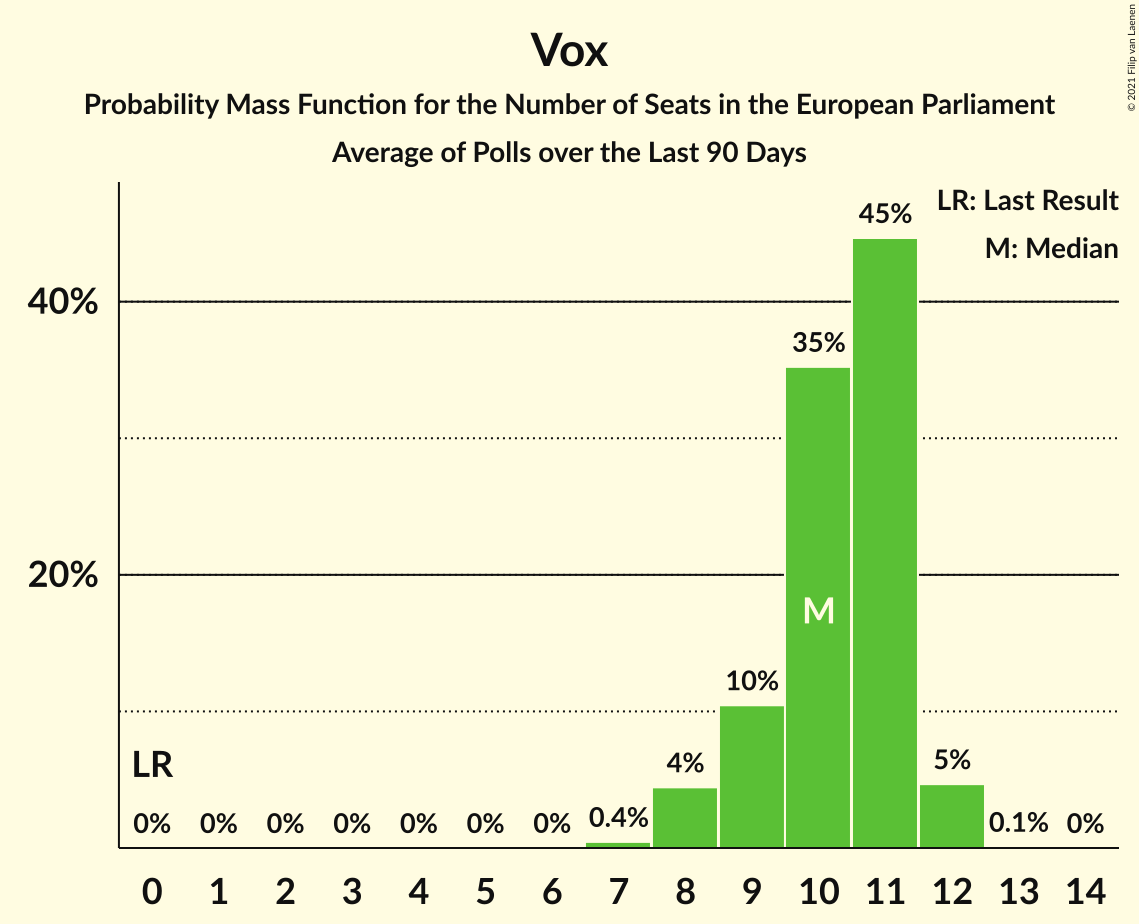 Vox
Probability Mass Function for the Number of Seats in the European Parliament
Average of Polls over the Last 90 Days
© 2021 Filip van Laenen
LR: Last Result
M: Median
45%
40%
35%
20%
M
10%
LR
4%
5%
0% 0% 0% 0% 0% 0% 0% 0.4% 0.1% 0%
0 1 2 3 4 5 6 7 8 9 10 11 12 13 14